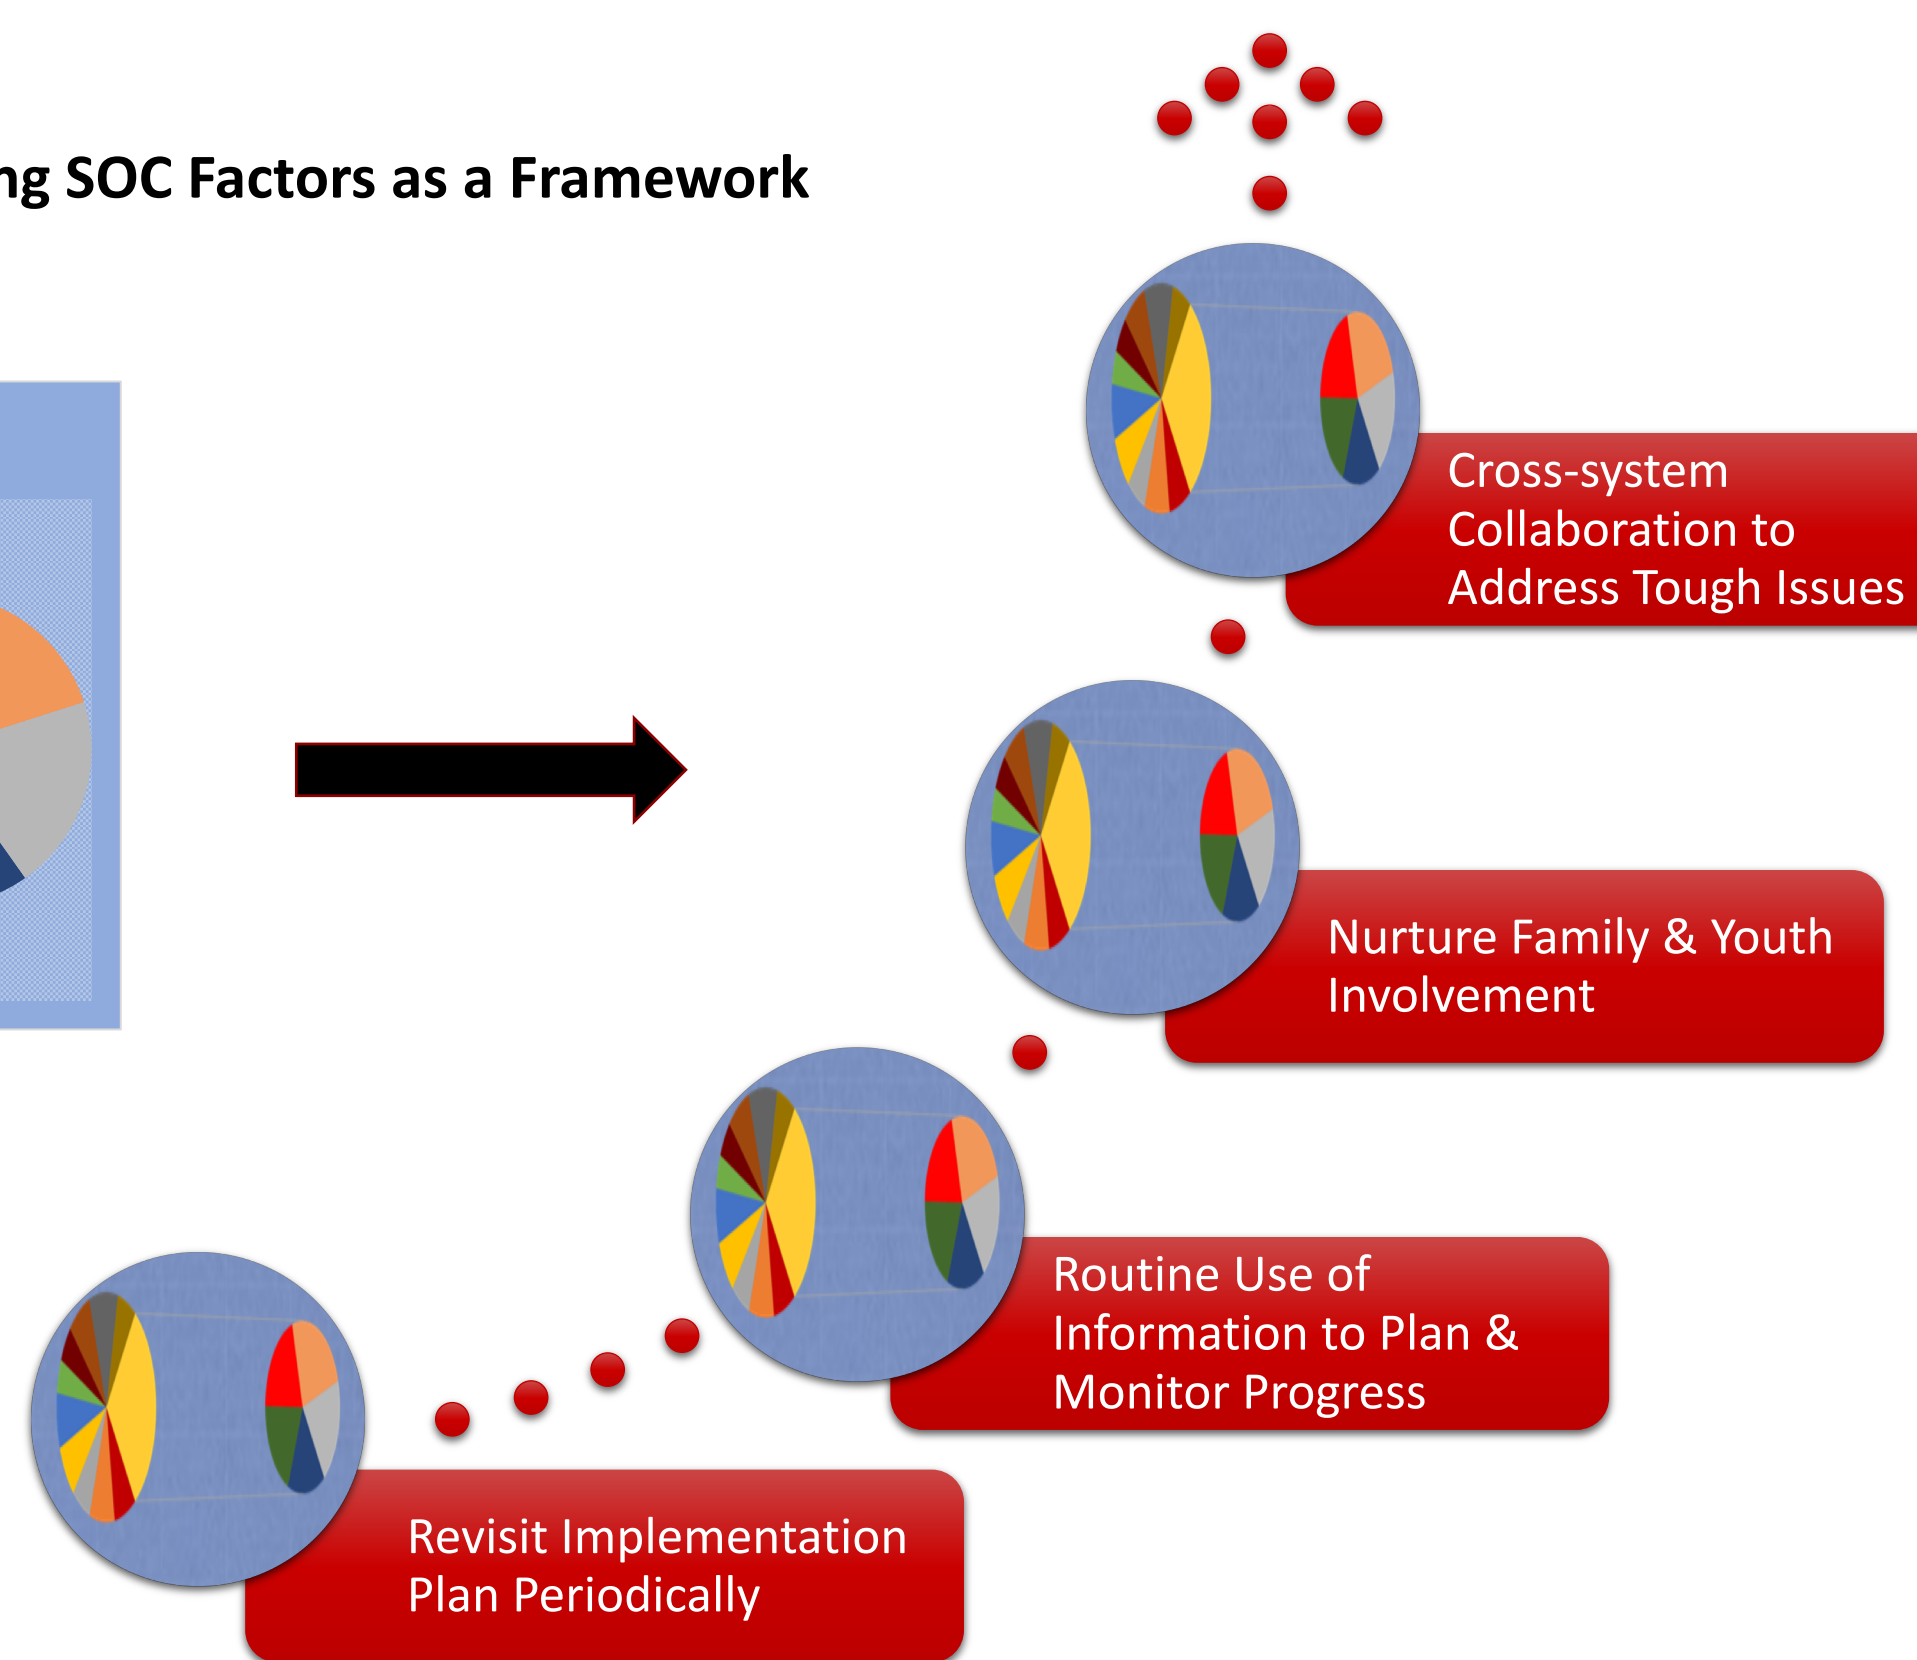 ng SOC Factors as a Framework
Cross-system
Collaboration to
Address Tough Issues
Nurture Family & Youth
Involvement
Routine Use of
Information to Plan &
Monitor Progress
Revisit Implementation
Plan Periodically